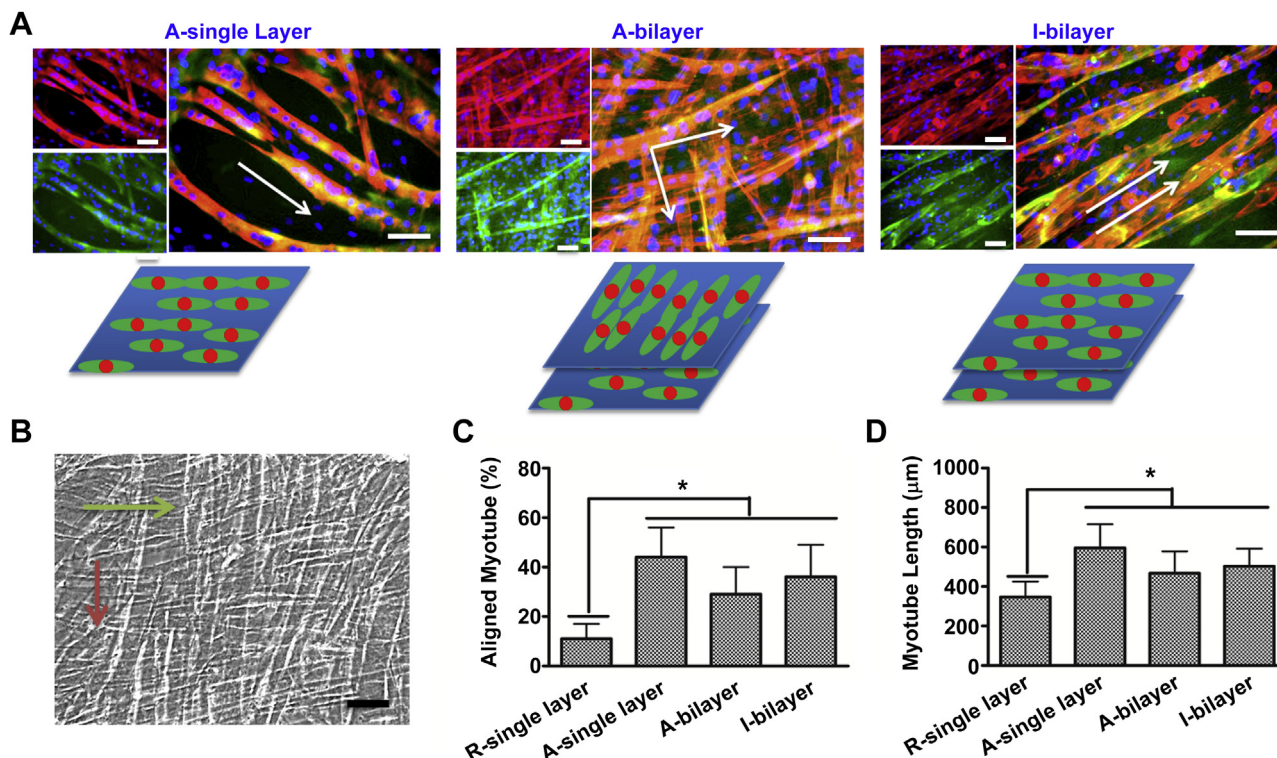 A
A-single Layer
A-bilayer
I-bilayer
B
C
Aligned Myotube (%)
80
60
40
20
0
*
R-single layer
A-single layer
A-bilayer
I-bilayer
D
Myotube Length (μm)
1000
800
600
400
200
0
*
R-single layer
A-single layer
A-bilayer
I-bilayer